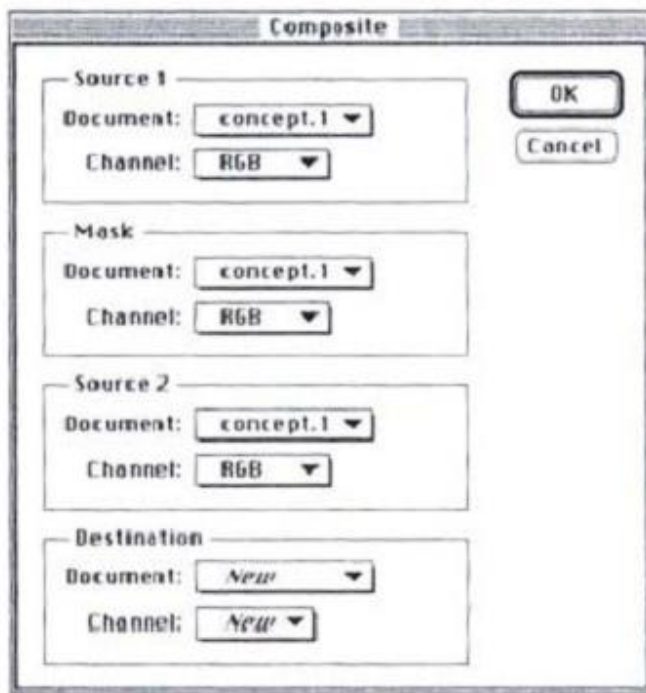 Composite
Source 1
Document: concept.1
Channel: RGB
OK
Cancel
Mask
Document: concept.1
Channel: RGB
Source 2
Document: concept.1
Channel: RGB
Destination
Document: New
Channel: New